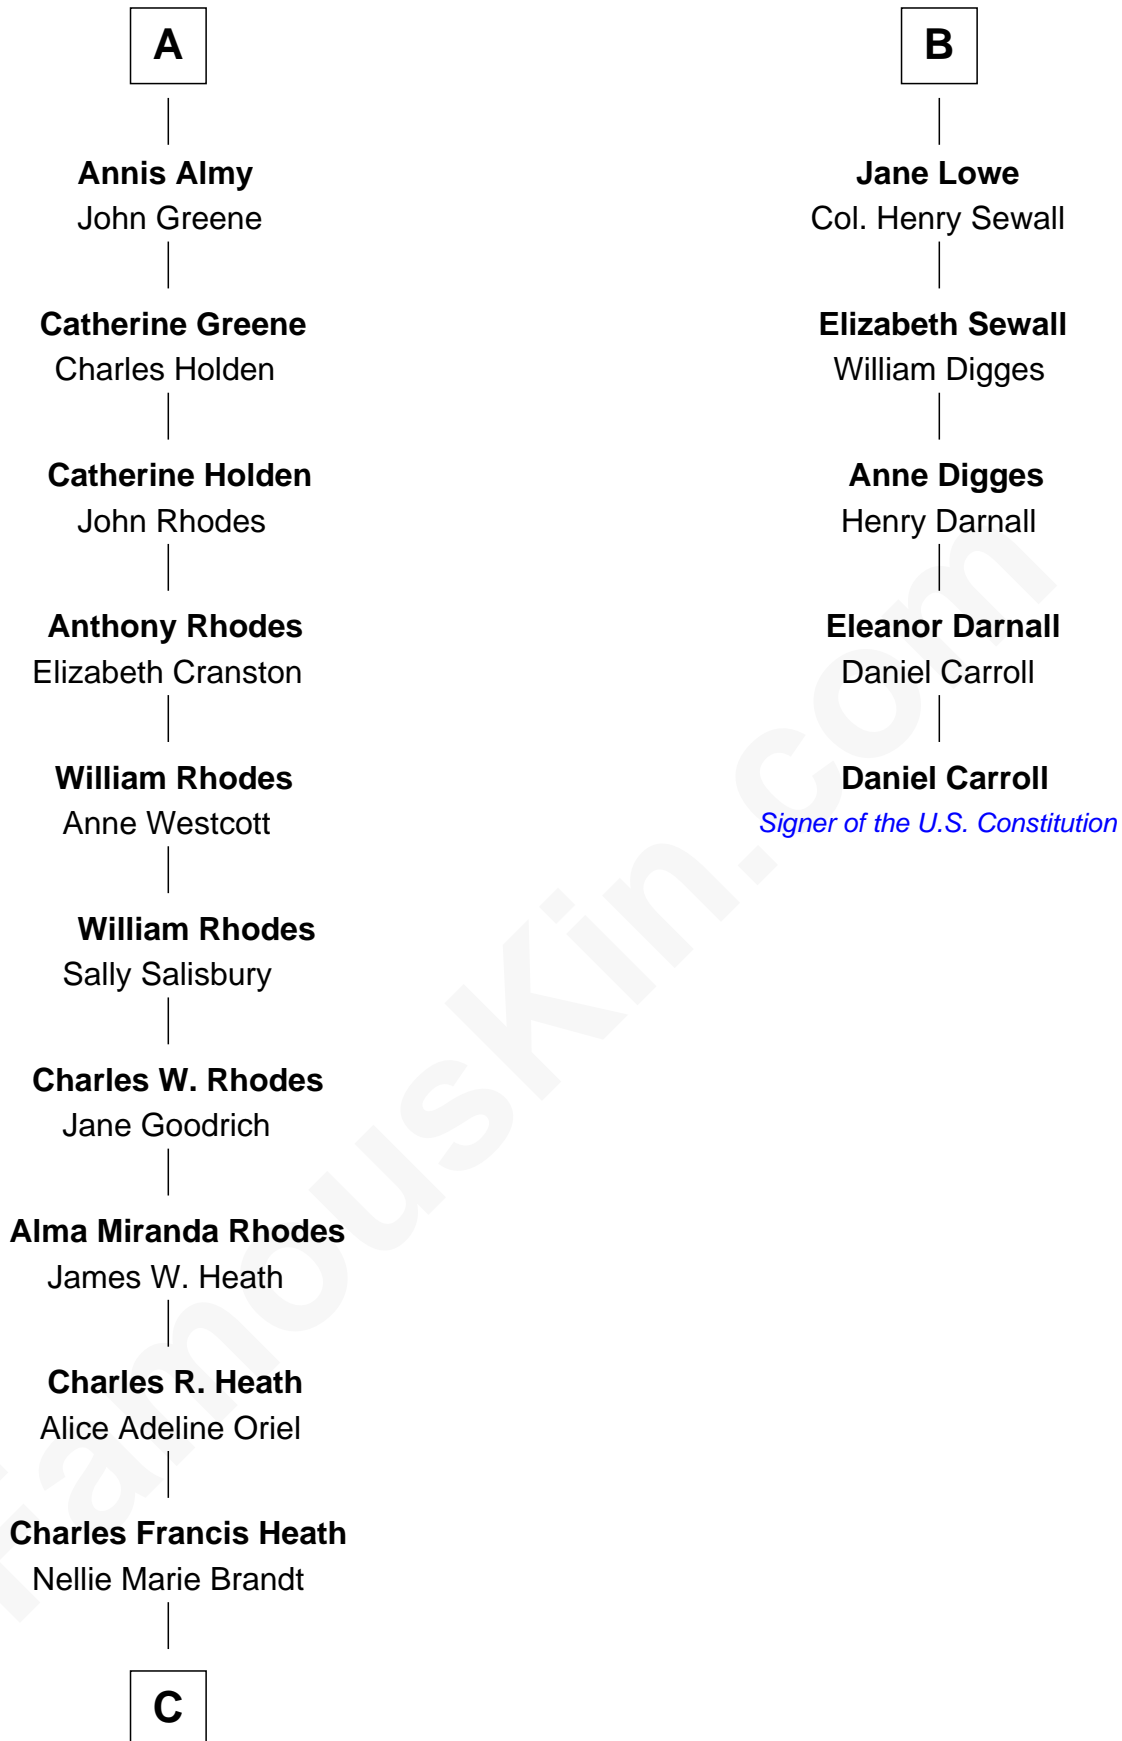 A
Annis Almy
John Greene
Catherine Greene
Charles Holden
Catherine Holden
John Rhodes
Anthony Rhodes
Elizabeth Cranston
William Rhodes
Anne Westcott
William Rhodes
Sally Salisbury
Charles W. Rhodes
Jane Goodrich
Alma Miranda Rhodes
James W. Heath
Charles R. Heath
Alice Adeline Oriel
Charles Francis Heath
Nellie Marie Brandt
C
B
Jane Lowe
Col. Henry Sewall
Elizabeth Sewall
William Digges
Anne Digges
Henry Darnall
Eleanor Darnall
Daniel Carroll
Daniel Carroll
Signer of the U.S. Constitution
FamousKin.com